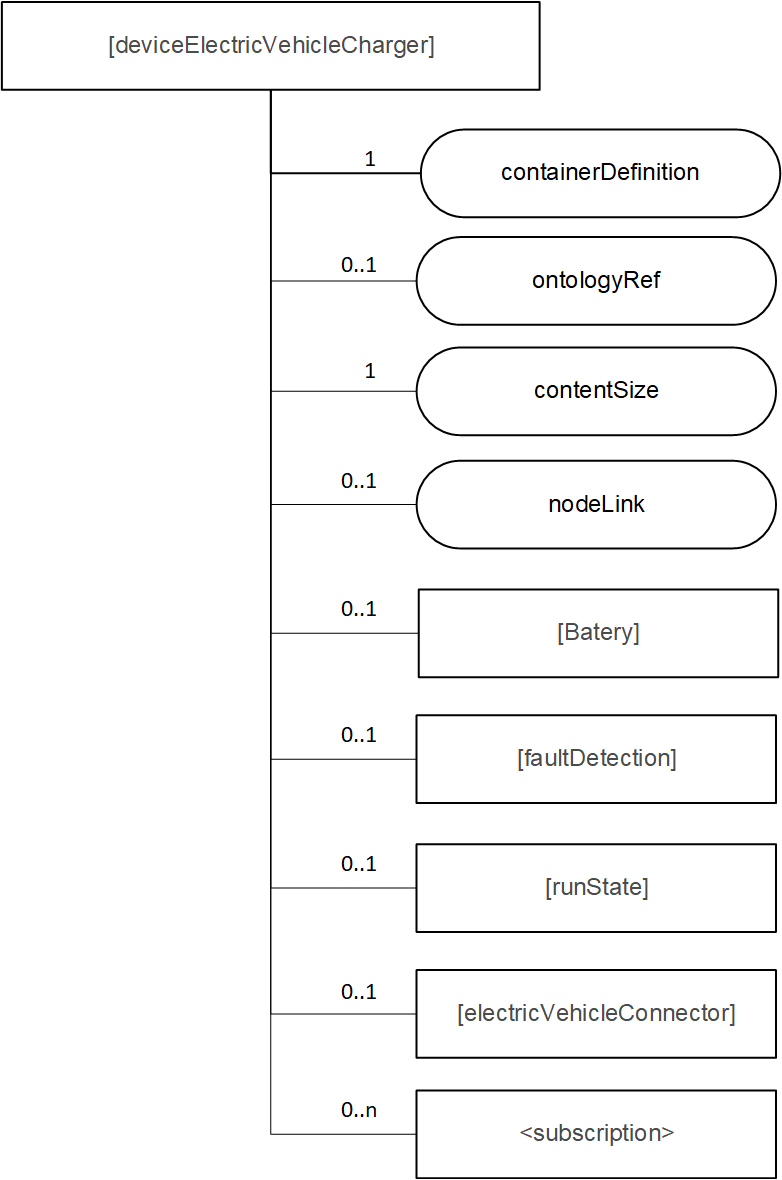 [deviceElectricVehicleCharger]
1
containerDefinition
0..1
ontologyRef
1
contentSize
0..1
nodeLink
0..1
[Batery]
0..1
[faultDetection]
0..1
[runState]
0..1
[electricVehicleConnector]
0..n
<subscription>